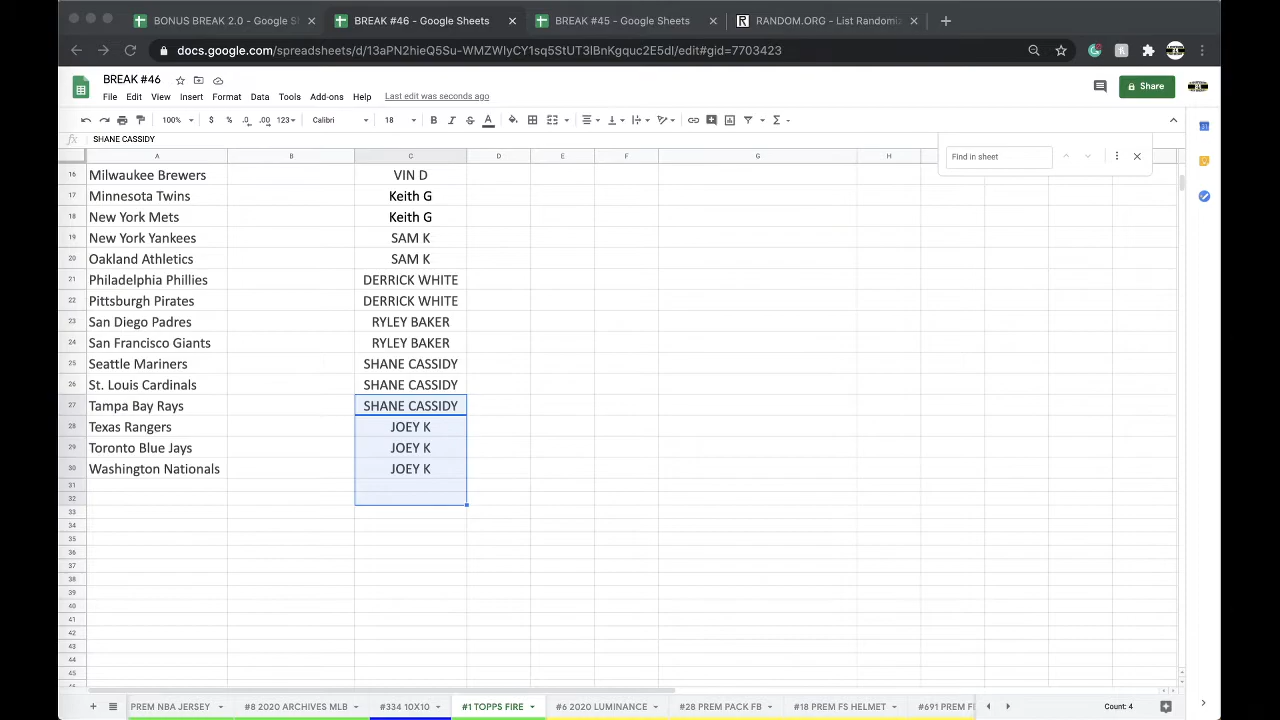 BONUS BREAK 2.0 - Google S
BREAK #46 - Google Sheets
BREAK #45 - Google Sheets
RANDOM.ORG - List Randomiz
docs.google.com/spreadsheets/d/13aPN2hieQ5Su-WMZWIyCY1sq5StUT3lBnKgquc2E5dI/edit#gid=7703423
BREAK #46
File Edit View Insert Format Data Tools Add-ons Help Last edit was seconds ago
Share
100% $ % .0 .00 123 Calibri 18 B I S A
fx SHANE CASSIDY
Find in sheet
A B C D E F G H
16 Milwaukee Brewers VIN D
17 Minnesota Twins Keith G
18 New York Mets Keith G
19 New York Yankees SAM K
20 Oakland Athletics SAM K
21 Philadelphia Phillies DERRICK WHITE
22 Pittsburgh Pirates DERRICK WHITE
23 San Diego Padres RYLEY BAKER
24 San Francisco Giants RYLEY BAKER
25 Seattle Mariners SHANE CASSIDY
26 St. Louis Cardinals SHANE CASSIDY
27 Tampa Bay Rays SHANE CASSIDY
28 Texas Rangers JOEY K
29 Toronto Blue Jays JOEY K
30 Washington Nationals JOEY K
31
32
33
34
35
36
37
38
39
40
41
42
43
44
45
PREM NBA JERSEY #8 2020 ARCHIVES MLB #334 10X10 #1 TOPPS FIRE #6 2020 LUMINANCE #28 PREM PACK FB #18 PREM FS HELMET #691 PREM F
Count: 4